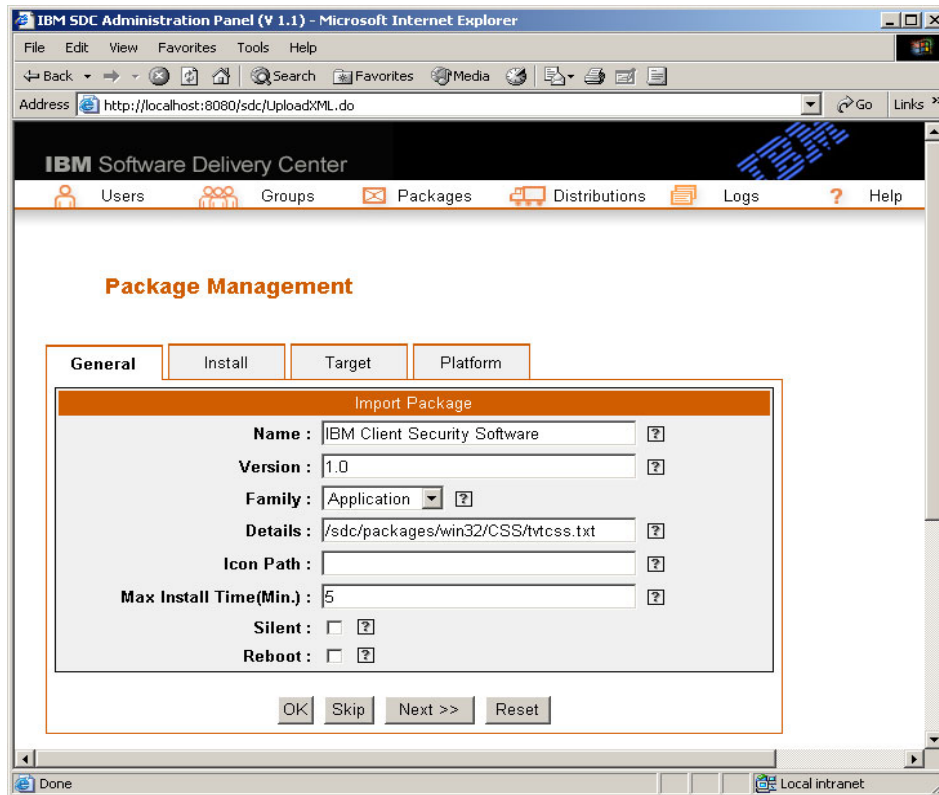 IBM SDC Administration Panel (V 1.1) - Microsoft Internet Explorer
File Edit View Favorites Tools Help
Back Search Favorites Media
Address http://localhost:8080/sdc/UploadXML.do Go Links »
IBM Software Delivery Center IBM
Users Groups Packages Distributions Logs ? Help
Package Management
General Install Target Platform
Import Package
Name : IBM Client Security Software ?
Version : 1.0 ?
Family : Application ?
Details : /sdc/packages/win32/CSS/tvtcss.txt ?
Icon Path : ?
Max Install Time(Min.) : 5 ?
Silent : ?
Reboot : ?
OK Skip Next >> Reset
Done Local intranet